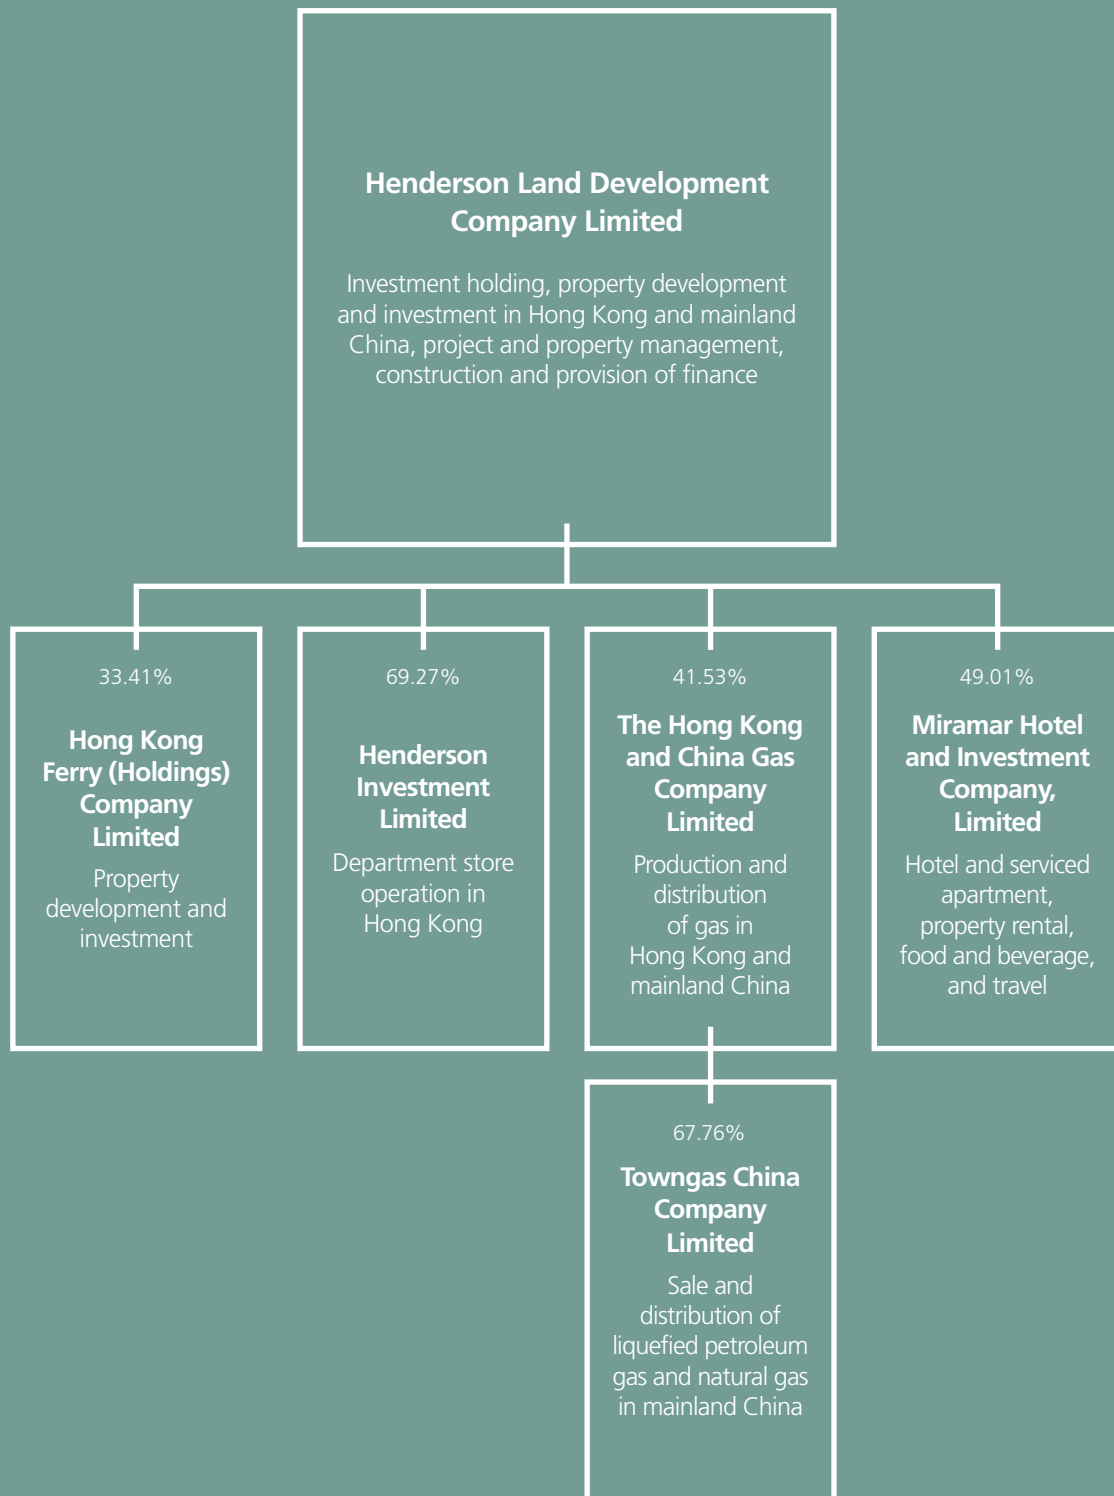 Henderson Land Development
Company Limited
Investment holding, property development
and investment in Hong Kong and mainland
China, project and property management,
construction and provision of finance
33.41%
Hong Kong
Ferry (Holdings)
Company
Limited
Property
development and
investment
69.27%
Henderson
Investment
Limited
Department store
operation in
Hong Kong
41.53%
The Hong Kong
and China Gas
Company
Limited
Production and
distribution
of gas in
Hong Kong and
mainland China
49.01%
Miramar Hotel
and Investment
Company,
Limited
Hotel and serviced
apartment,
property rental,
food and beverage,
and travel
67.76%
Towngas China
Company
Limited
Sale and
distribution of
liquefied petroleum
gas and natural gas
in mainland China